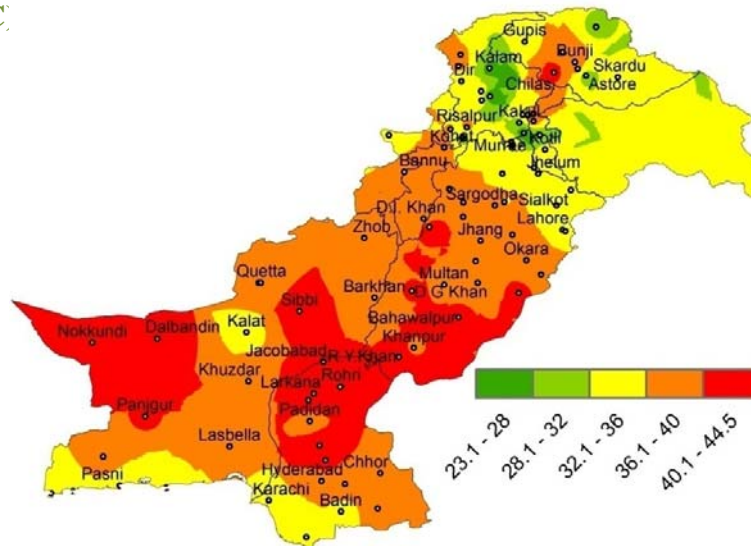 Gupis
Kalam
Bunji
Dir
Skardu
Chilasi
Astore
Kakul
Risalpur
Kohat
Murree
Kotli
Jhelum
Bannu
Sargodha
Sialkot
D.I. Khan
Lahore
Zhob
Jhang
Okara
Quetta
Multan
Barkhan
D G Khan
Sibbi
Bahawalpur
Nokkundi
Dalbandin
Kalat
Khanpur
Jacobabad
R.Y.Khan
Khuzdar
Larkana
Rohri
Panjgur
Padidan
Lasbella
Pasni
Hyderabad
Chhor
Karachi
Badin
23.1 - 28
28.1 - 32
32.1 - 36
36.1 - 40
40.1 - 44.5